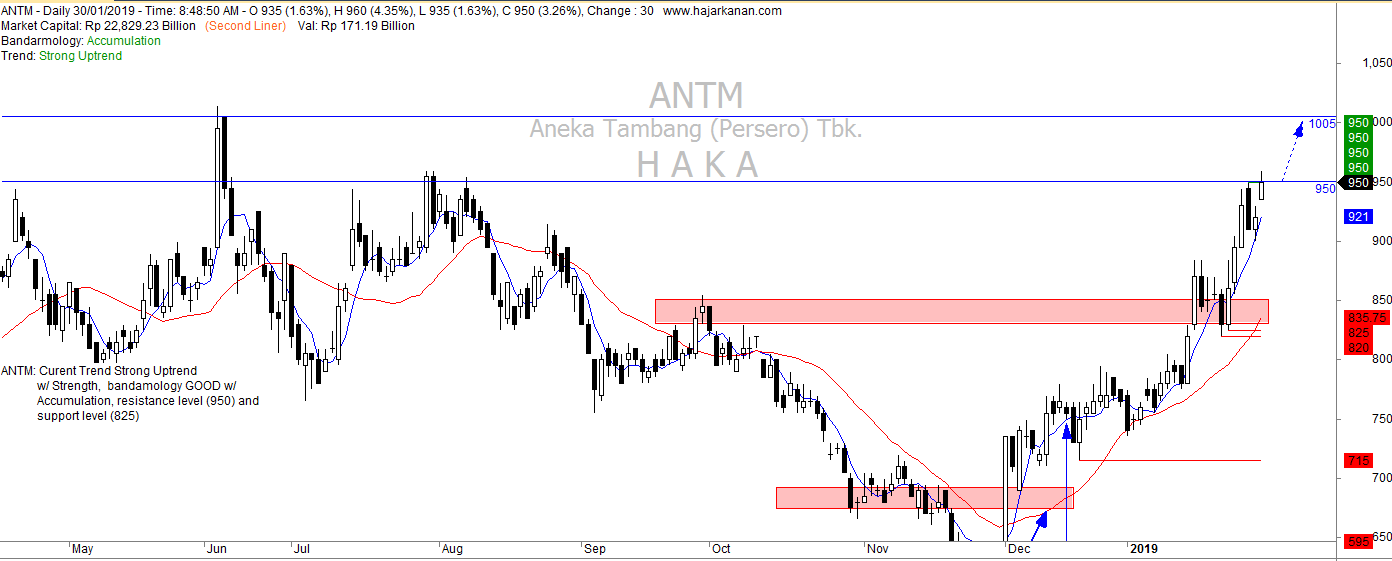 ANTM - Daily 30/01/2019 - Time: 8:48:50 AM - O 935 (1.63%), H 960 (4.35%), L 935 (1.63%), C 950 (3.26%), Change : 30 www.hajarkanan.com
Market Capital: Rp 22,829.23 Billion (Second Liner) Val: Rp 171.19 Billion
Bandarmology: Accumulation
Trend: Strong Uptrend
1,050
ANTM
Aneka Tambang (Persero) Tbk.
H A K A
1005
950
000
950
950
950
950
950
950
921
900
850
835.75
825
820
800
ANTM: Curent Trend Strong Uptrend
w/ Strength, bandamology GOOD w/
Accumulation, resistance level (950) and
support level (825)
750
715
700
595
650
May
Jun
Jul
Aug
Sep
Oct
Nov
Dec
2019